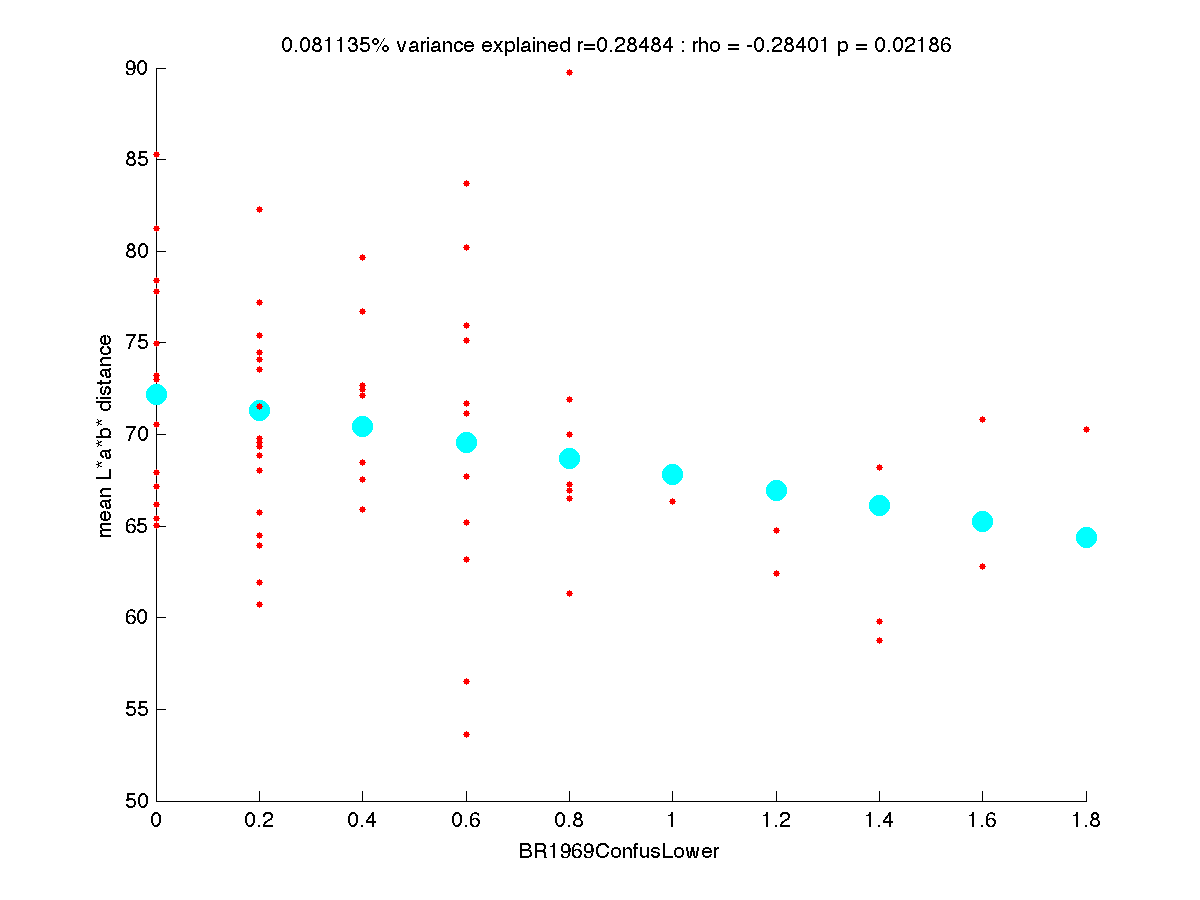 0.081135% variance explained r=0.28484 : rho = -0.28401 p = 0.02186
90
85
80
75
70
65
60
55
50
mean L*a*b* distance
0 0.2 0.4 0.6 0.8 1 1.2 1.4 1.6 1.8
BR1969ConfusLower